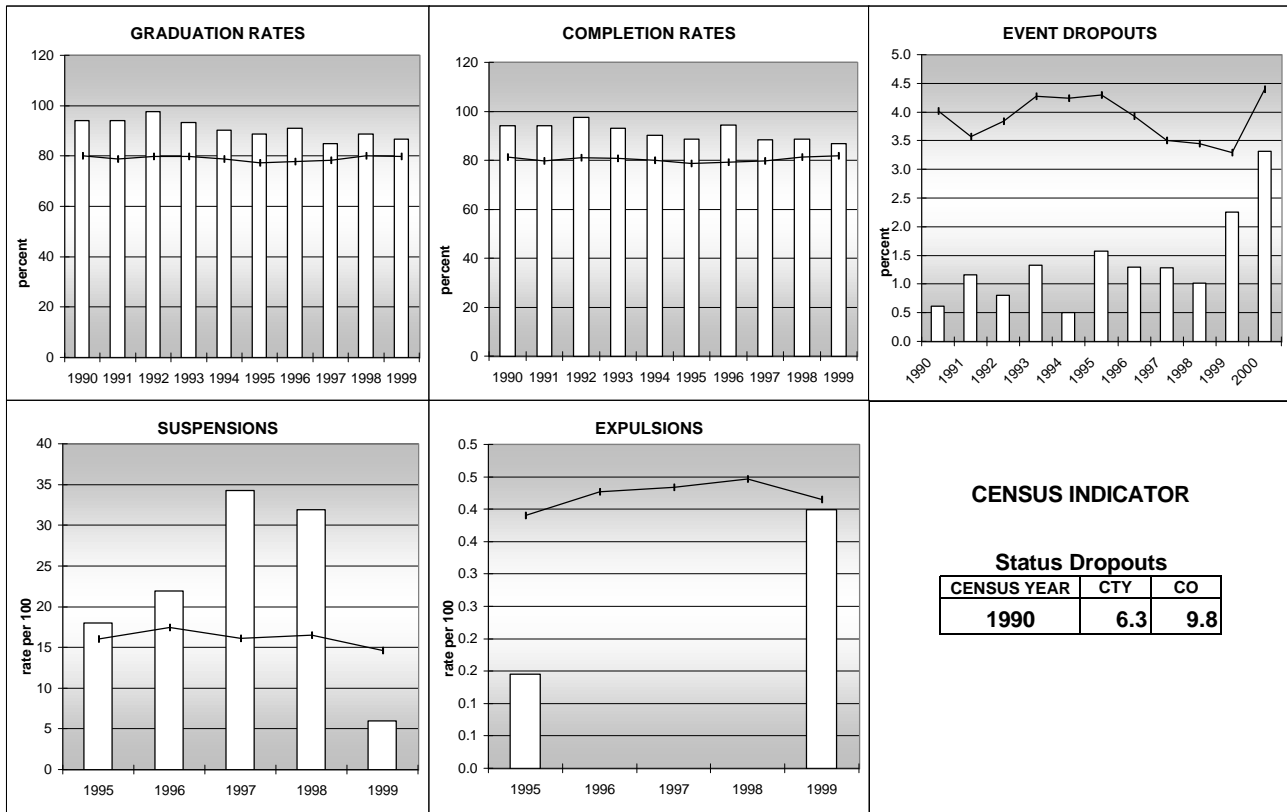 GRADUATION RATES
120
100
80
60
40
20
0
percent
1990 1991 1992 1993 1994 1995 1996 1997 1998 1999
COMPLETION RATES
120
100
80
60
40
20
0
percent
1990 1991 1992 1993 1994 1995 1996 1997 1998 1999
EVENT DROPOUTS
5.0
4.5
4.0
3.5
3.0
2.5
2.0
1.5
1.0
0.5
0.0
percent
1990 1991 1992 1993 1994 1995 1996 1997 1998 1999 2000
SUSPENSIONS
40
35
30
25
20
15
10
5
0
rate per 100
1995 1996 1997 1998 1999
EXPULSIONS
0.5
0.5
0.4
0.4
0.3
0.3
0.2
0.2
0.1
0.1
0.0
rate per 100
1995 1996 1997 1998 1999
CENSUS INDICATOR
Status Dropouts
CENSUS YEAR CTY CO
1990 6.3 9.8